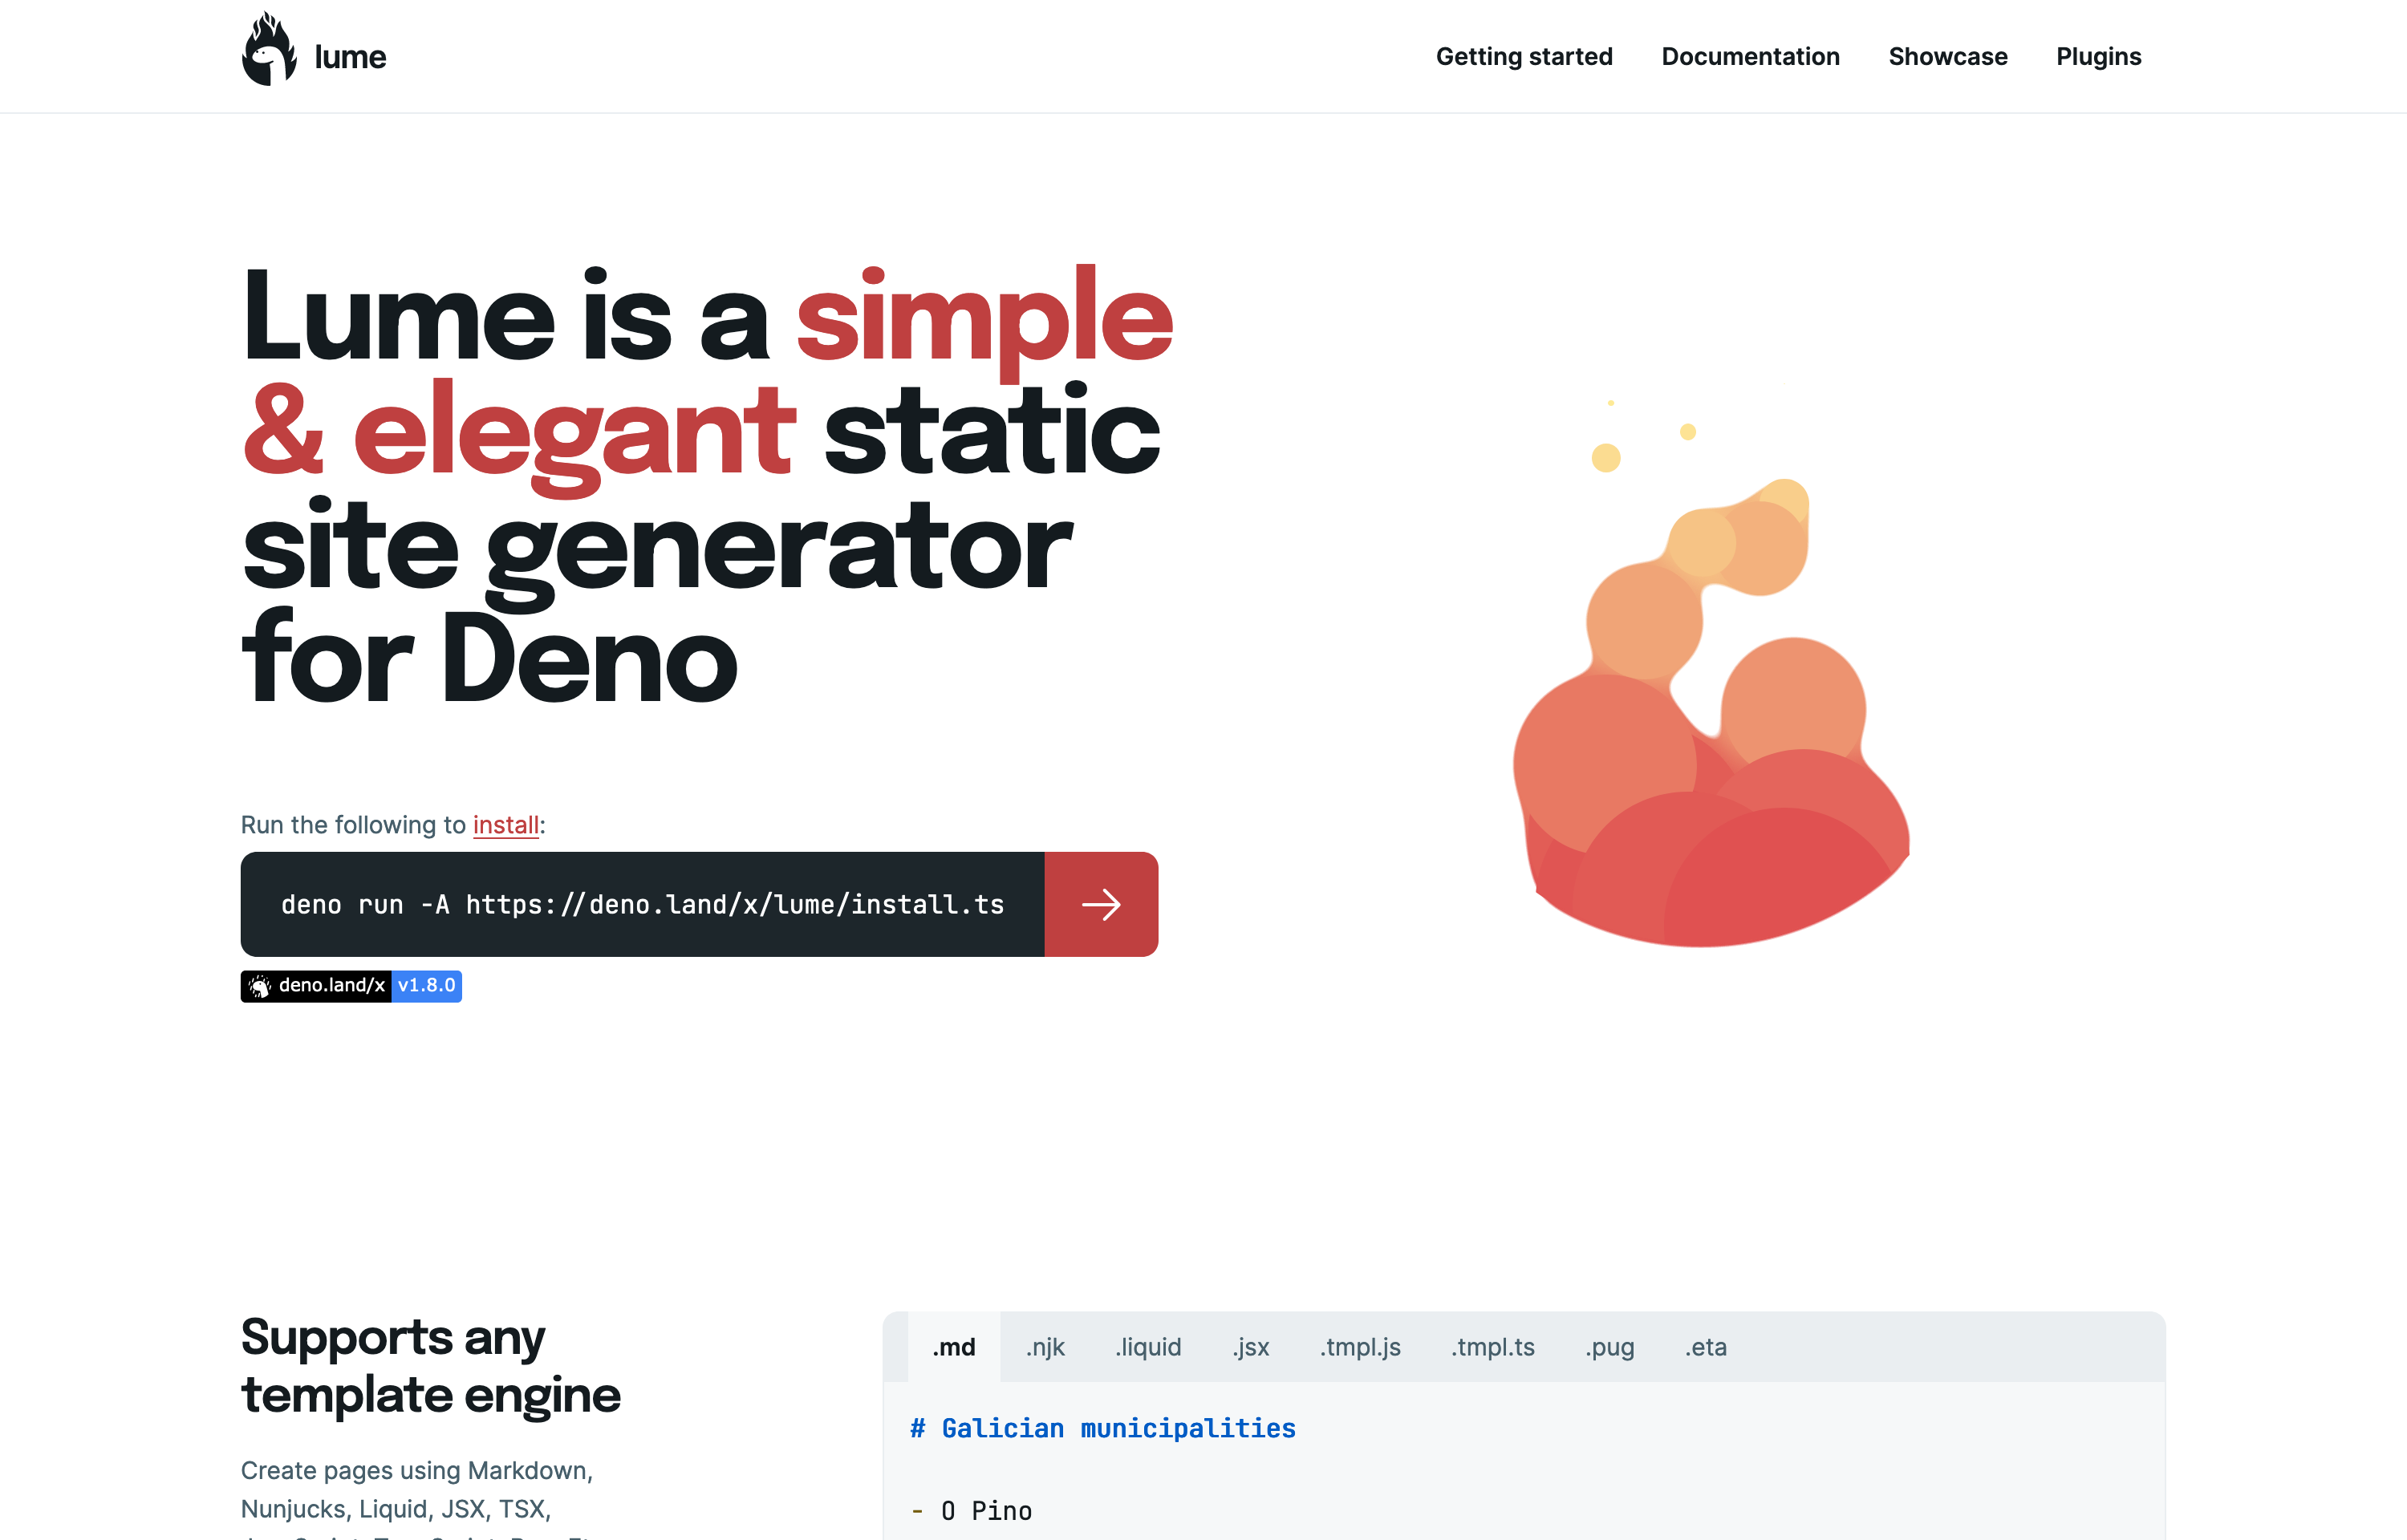 lume
Getting started
Documentation
Showcase
Plugins
Lume is a simple
& elegant static
site generator
for Deno
Run the following to install:
deno run -A https://deno.land/x/lume/install.ts
deno.land/x v1.8.0
Supports any
template engine
Create pages using Markdown,
Nunjucks, Liquid, JSX, TSX,
.md
.njk
.liquid
.jsx
.tmpl.js
.tmpl.ts
.pug
.eta
# Galician municipalities
- O Pino